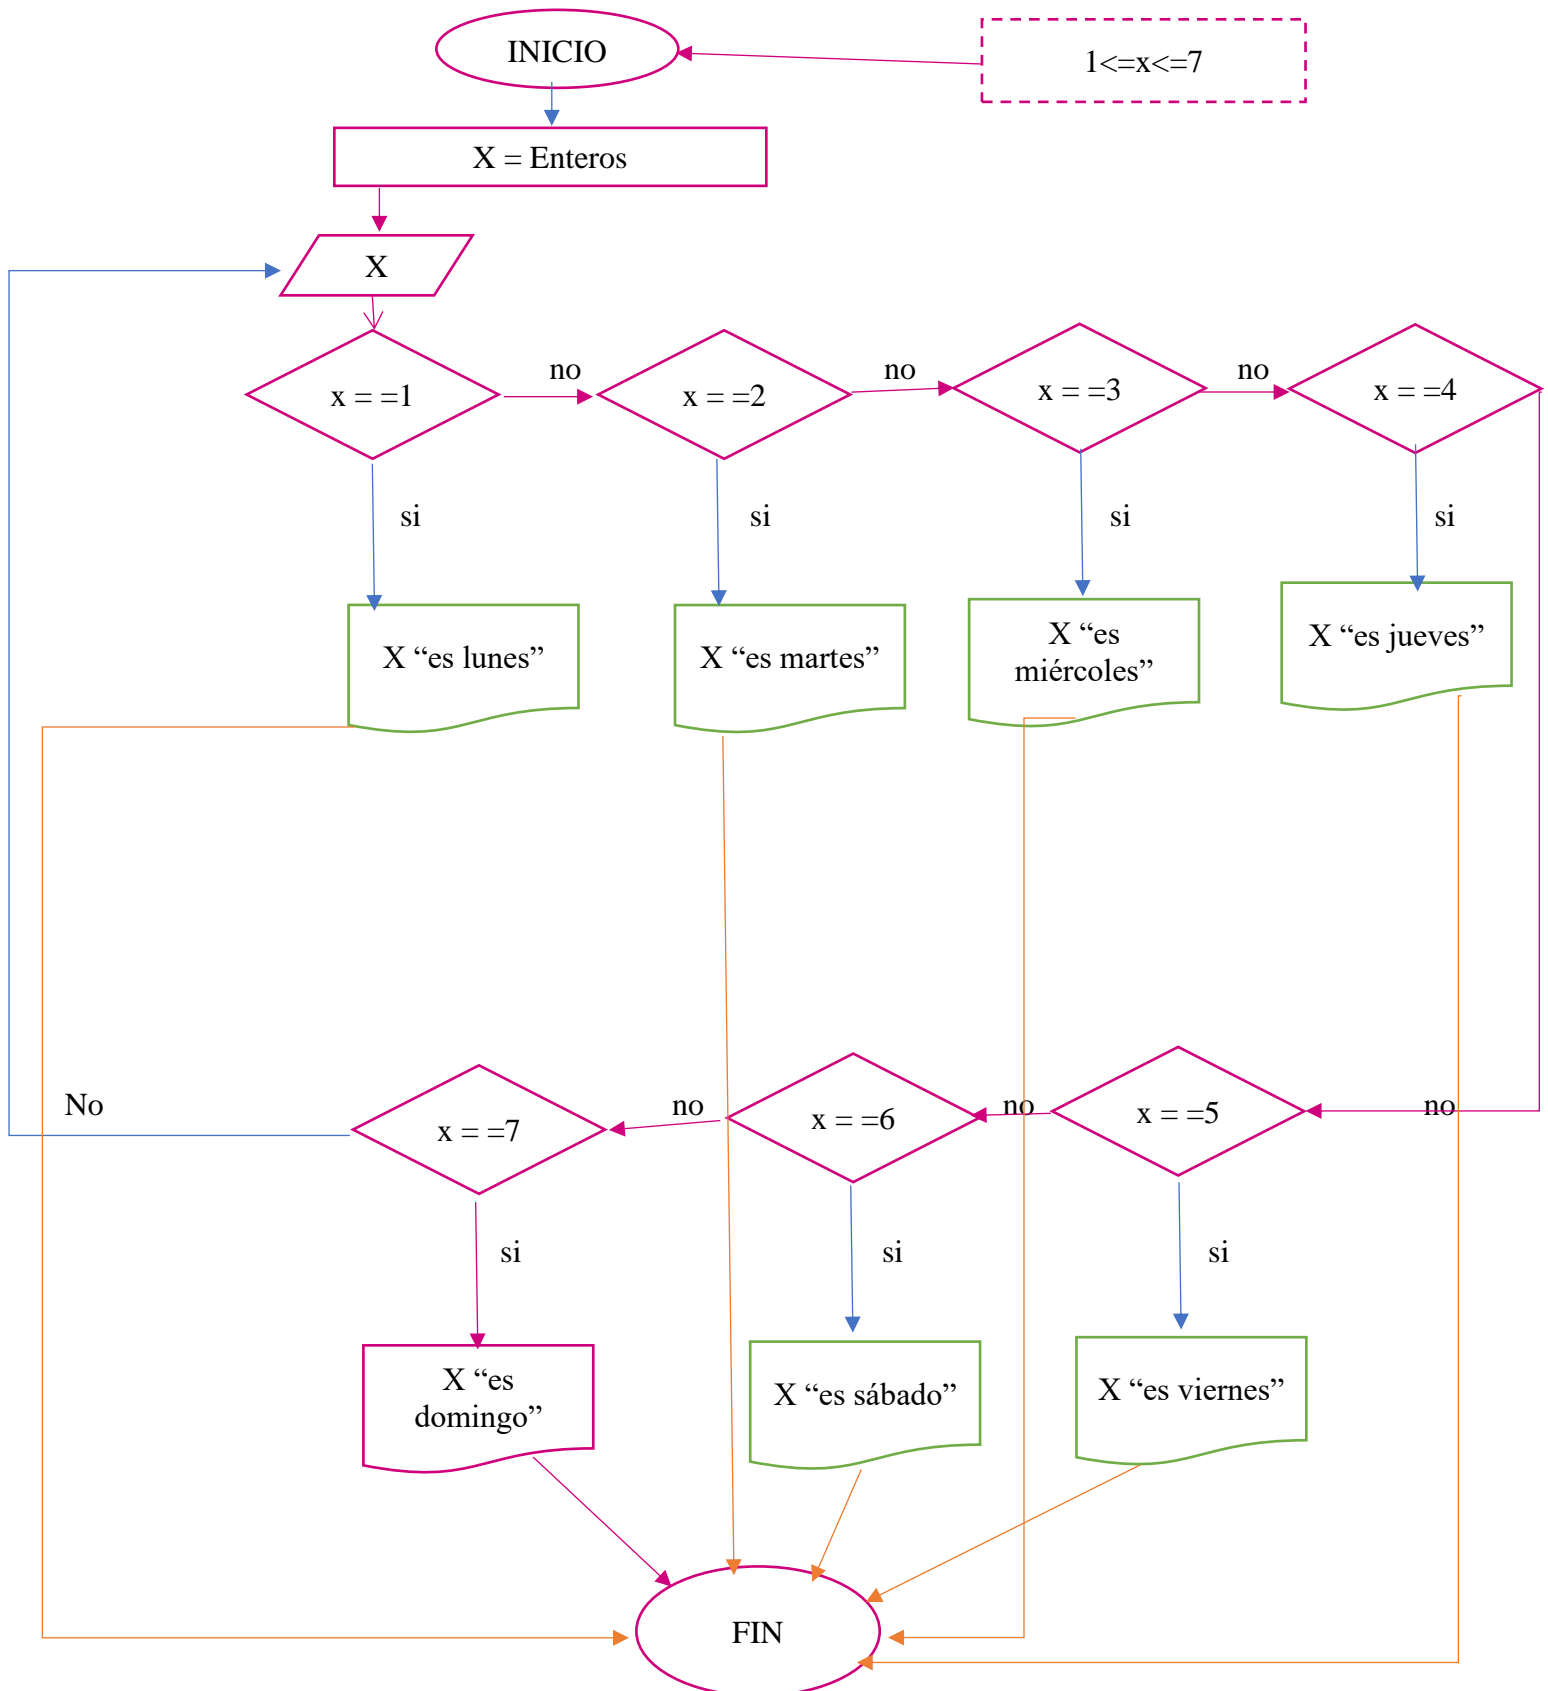 INICIO
1<=x<=7
X = Enteros
X
x = =1
no
x = =2
no
x = =3
no
x = =4
si
si
si
si
X “es lunes”
X “es martes”
X “es
miércoles”
X “es jueves”
No
x = =7
no
x = =6
no
x = =5
no
si
si
si
X “es
domingo”
X “es sábado”
X “es viernes”
FIN